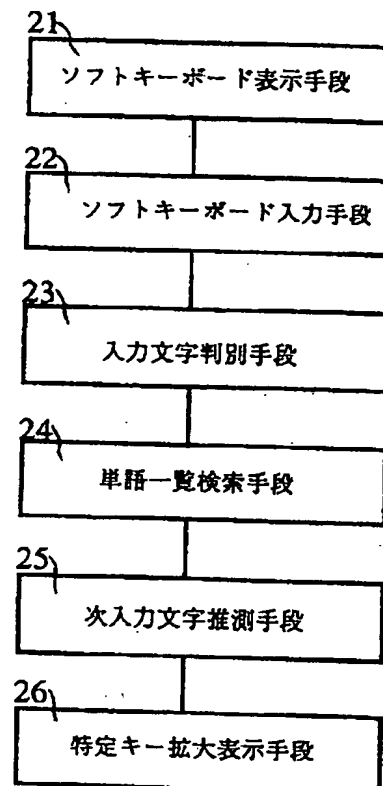 21
ソフトキーボード表示手段
22
ソフトキーボード入力手段
23
入力文字判別手段
24
単語一覧検索手段
25
次入力文字推測手段
26
特定キー拡大表示手段